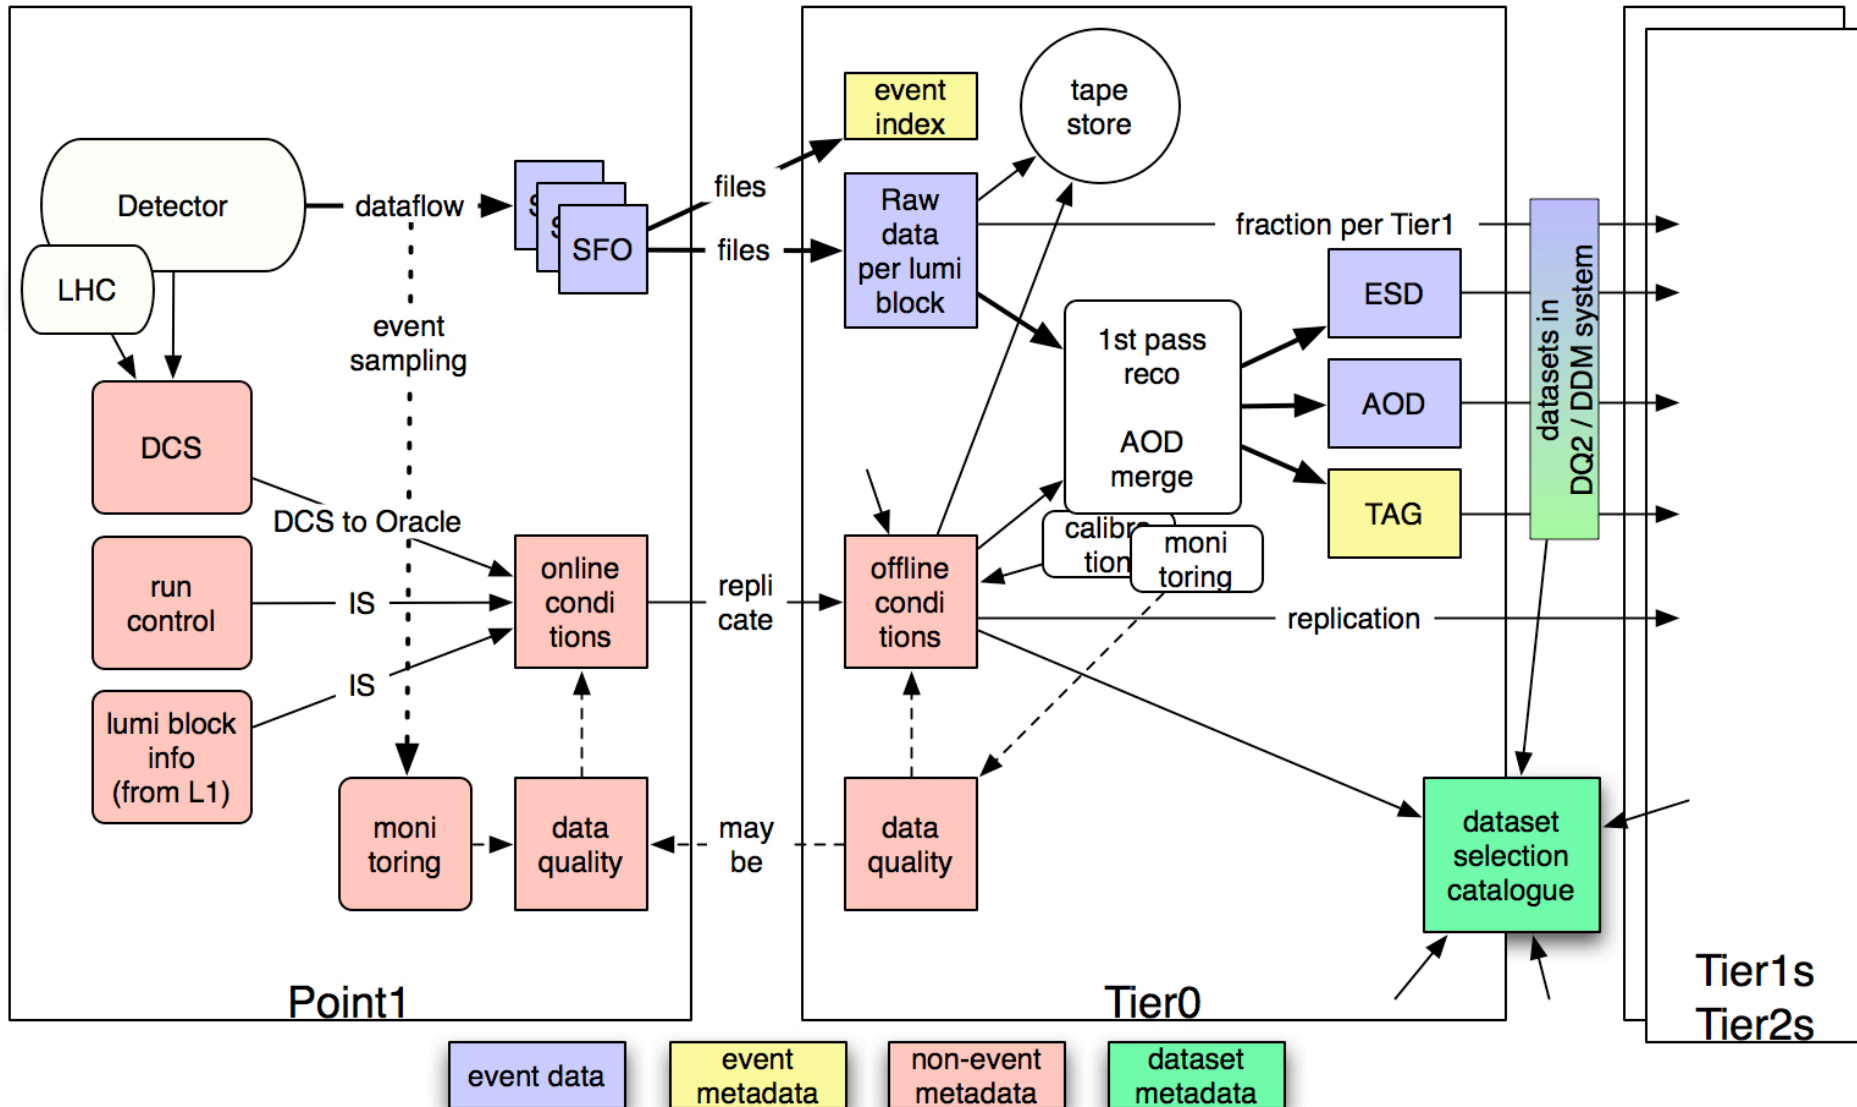 Detector
LHC
dataflow
S
S
SFO
event
sampling
DCS
DCS to Oracle
run
control
IS
lumi block
info
(from L1)
IS
online
condi
tions
moni
toring
data
quality
Point1
files
files
repli
cate
may
be
event
index
tape
store
Raw
data
per lumi
block
fraction per Tier1
1st pass
reco
AOD
merge
ESD
AOD
TAG
calibra
tion
moni
toring
offline
condi
tions
replication
data
quality
datasets in
DQ2 / DDM system
dataset
selection
catalogue
Tier0
Tier1s
Tier2s
event data
event
metadata
non-event
metadata
dataset
metadata